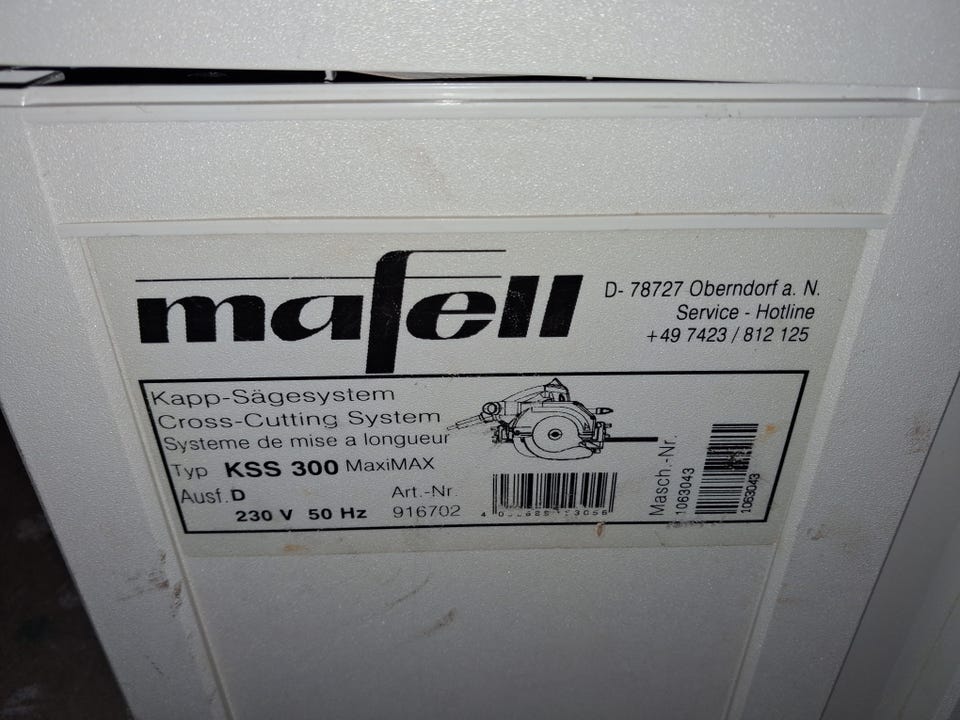 mafell
D- 78727 Oberndorf a. N.
Service - Hotline
+49 7423 / 812 125
Kapp-Sägesystem
Cross-Cutting System
Systeme de mise a longueur
Typ KSS 300 MaxiMAX
Ausf. D
230 V 50 Hz
Art.-Nr.
916702
Masch.-Nr.
1063043
1063043